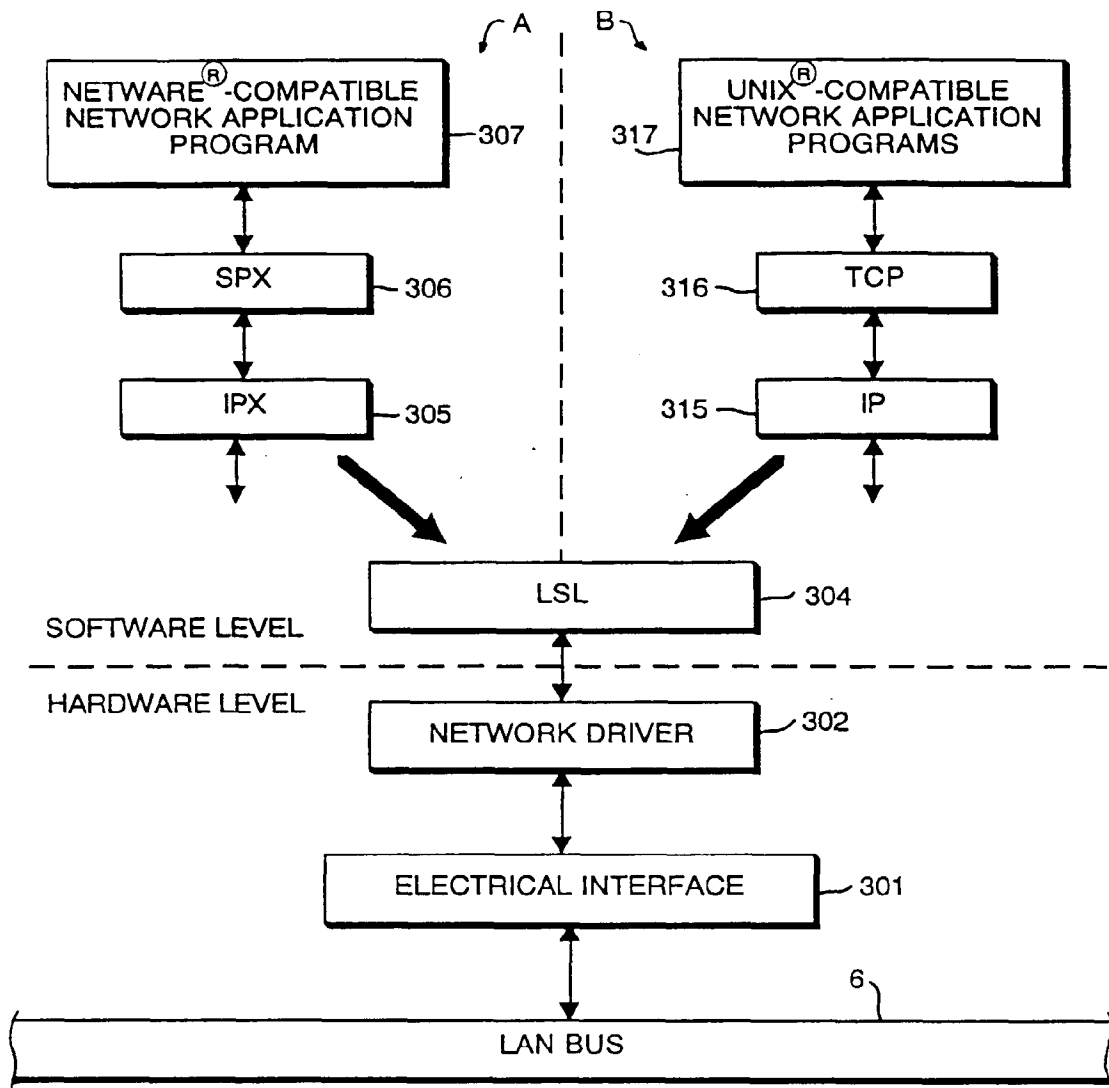 A
B
NETWARE®-COMPATIBLE
NETWORK APPLICATION
PROGRAM
307
UNIX®-COMPATIBLE
NETWORK APPLICATION
PROGRAMS
317
SPX
306
316
TCP
IPX
305
315
IP
LSL
304
SOFTWARE LEVEL
HARDWARE LEVEL
NETWORK DRIVER
302
ELECTRICAL INTERFACE
301
6
LAN BUS